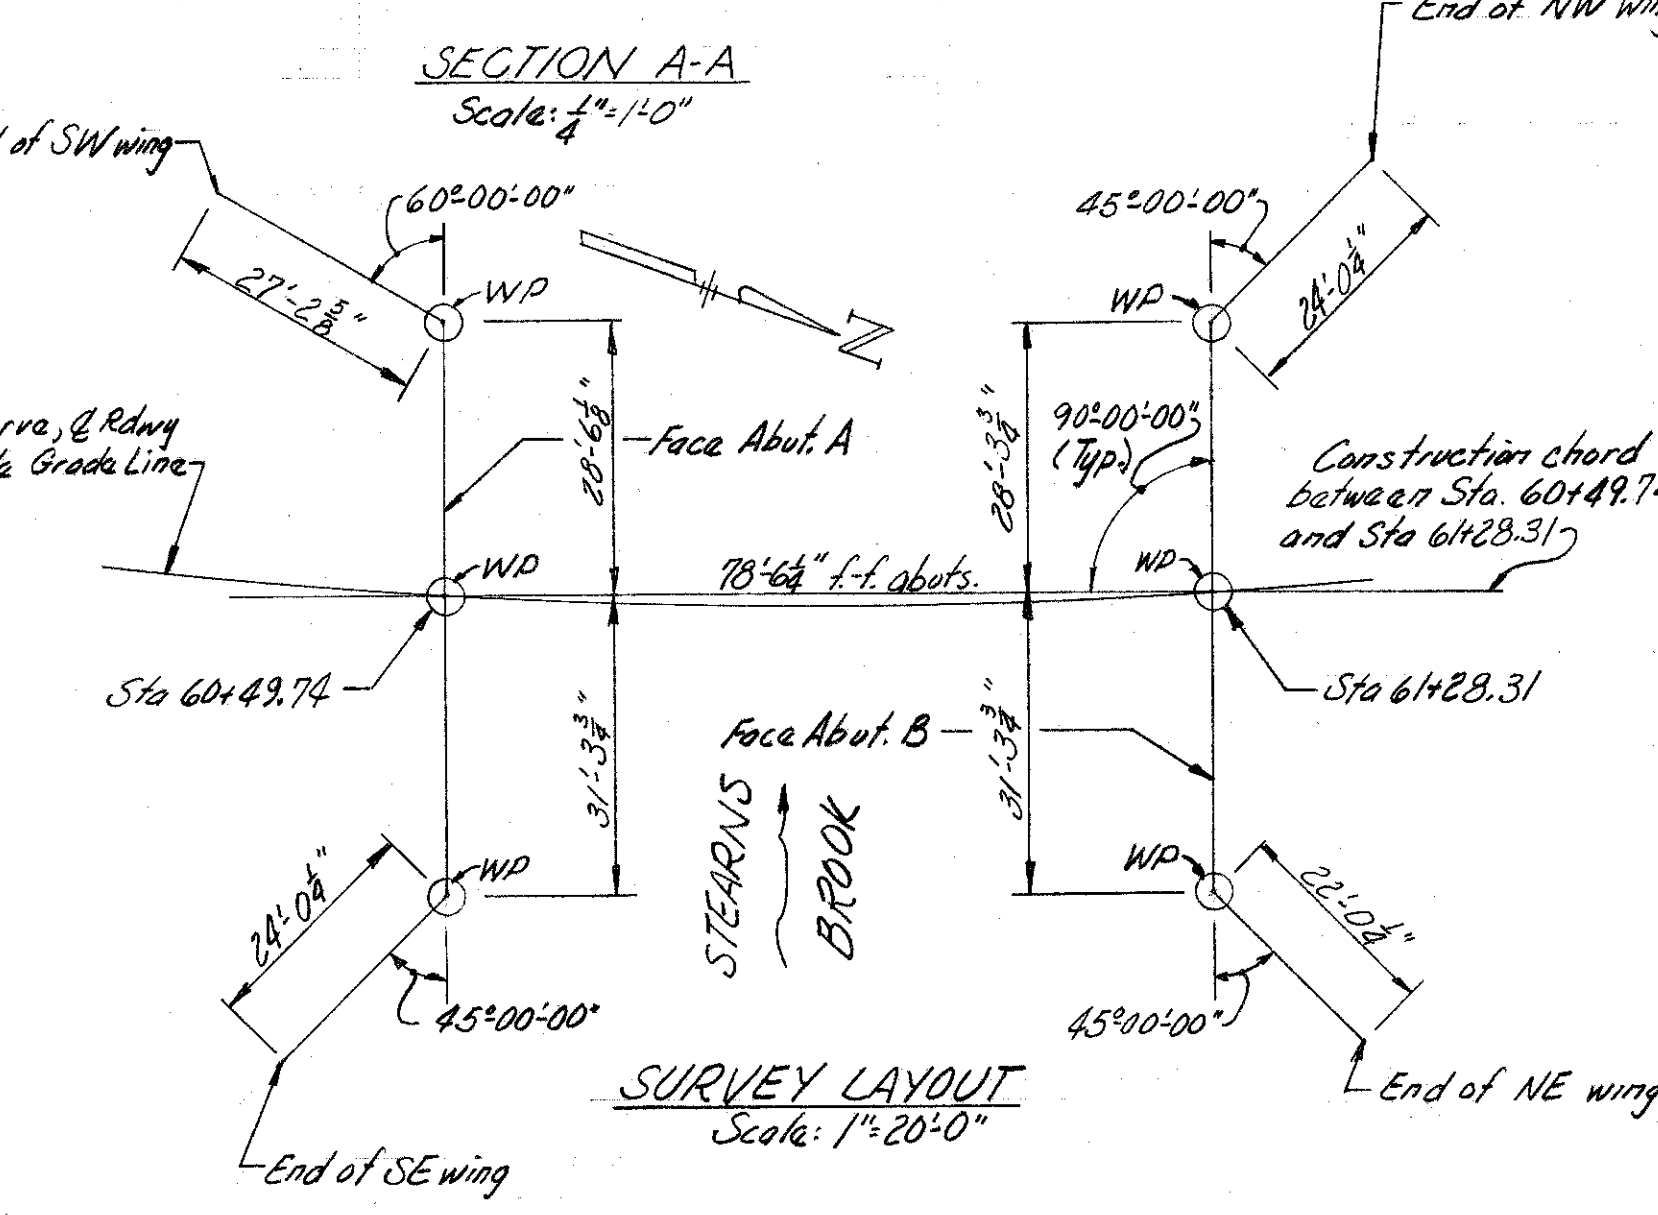 End of NW
SECTION A-A
Scale: 1/4"=1'-0"
of SW wing
60°-00'-00"
45°-00'-00"
27'-2 5/8"
WP
N
WP
24'-0 1/4"
28'-6 1/8"
28'-3 3/4"
90°-00'-00"
(Typ.)
℄ Rdwy
Grade Line
Face Abut. A
Construction chord
between Sta. 60+49.74
and Sta 61+28.31
WP
78'-6 1/4" f.-f. abuts.
WP
Sta 60+49.74
Sta 61+28.31
31'-3 3/4"
Face Abut. B
31'-3 3/4"
STEARNS
BROOK
24'-0 1/4"
WP
WP
22'-0 1/4"
45°-00'-00"
45°-00'-00"
SURVEY LAYOUT
Scale: 1"=20'-0"
End of NE wing
End of SE wing